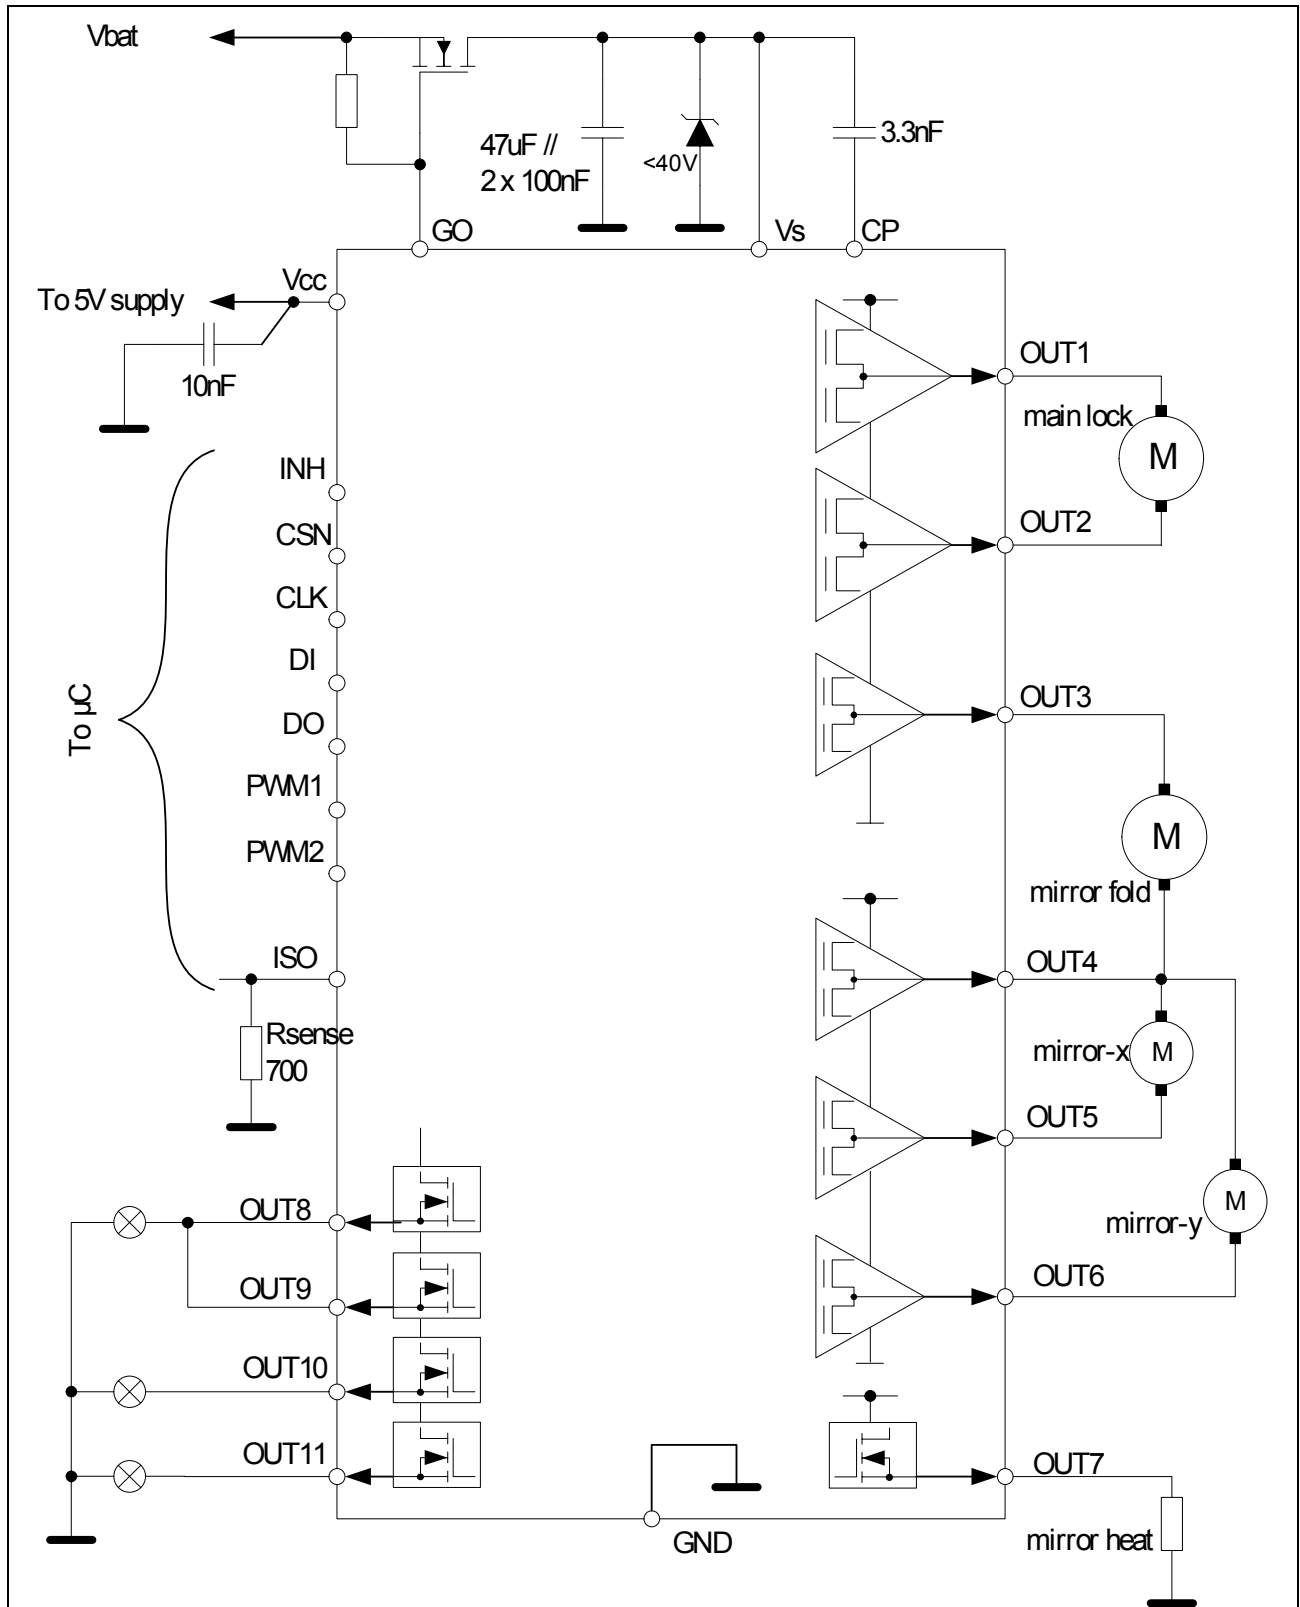 Vbat
47uF //
2 x 100nF
<40V
3.3nF
GO
Vs
CP
Vcc
To 5V supply
10nF
OUT1
main lock
M
INH
CSN
OUT2
CLK
DI
To µC
DO
OUT3
PWM1
M
PWM2
mirror fold
ISO
OUT4
Rsense
700
mirror-x
M
OUT5
OUT8
mirror-y
M
OUT9
OUT6
OUT10
OUT11
OUT7
GND
mirror heat